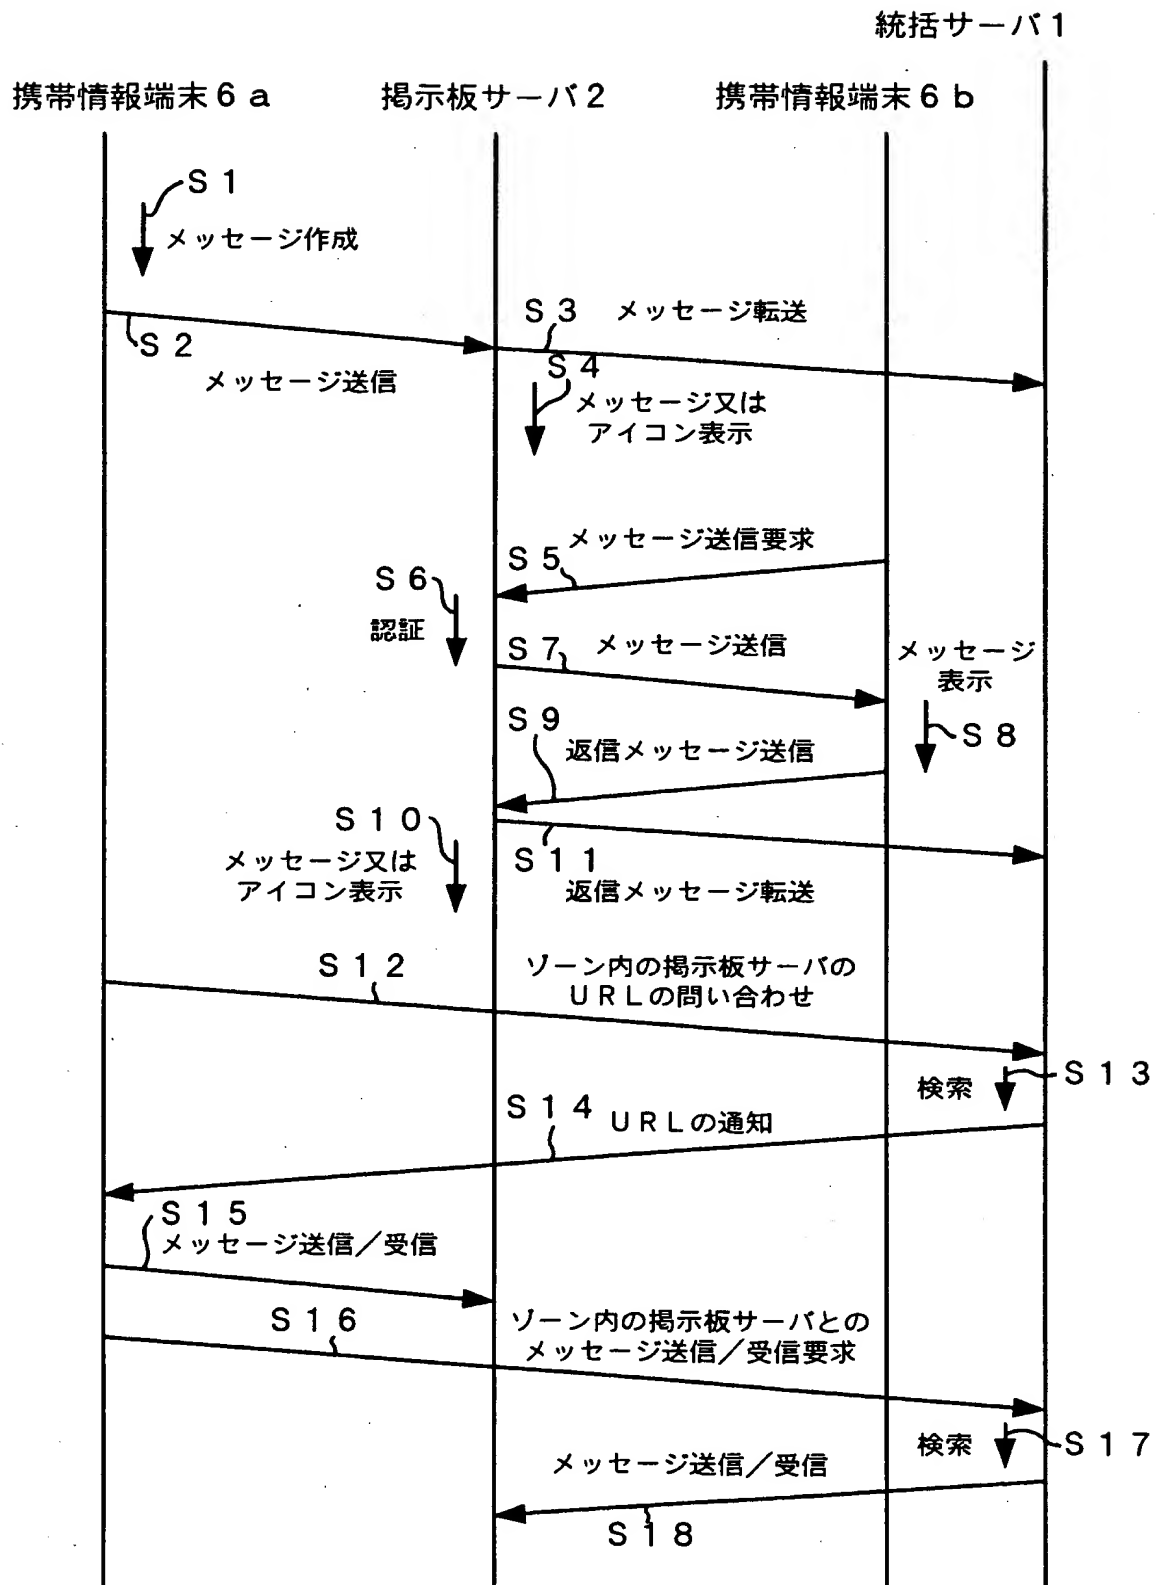 統括サーバ1
携帯情報端末6a
掲示板サーバ2
携帯情報端末6b
S1
メッセージ作成
S3
メッセージ転送
S2
メッセージ送信
S4
メッセージ又は
アイコン表示
メッセージ送信要求
S5
S6
認証
S7
メッセージ送信
メッセージ
表示
S8
S9
返信メッセージ送信
S10
メッセージ又は
アイコン表示
S11
返信メッセージ転送
S12
ゾーン内の掲示板サーバの
URLの問い合わせ
検索
S13
S14
URLの通知
S15
メッセージ送信/受信
S16
ゾーン内の掲示板サーバとの
メッセージ送信/受信要求
検索
S17
メッセージ送信/受信
S18